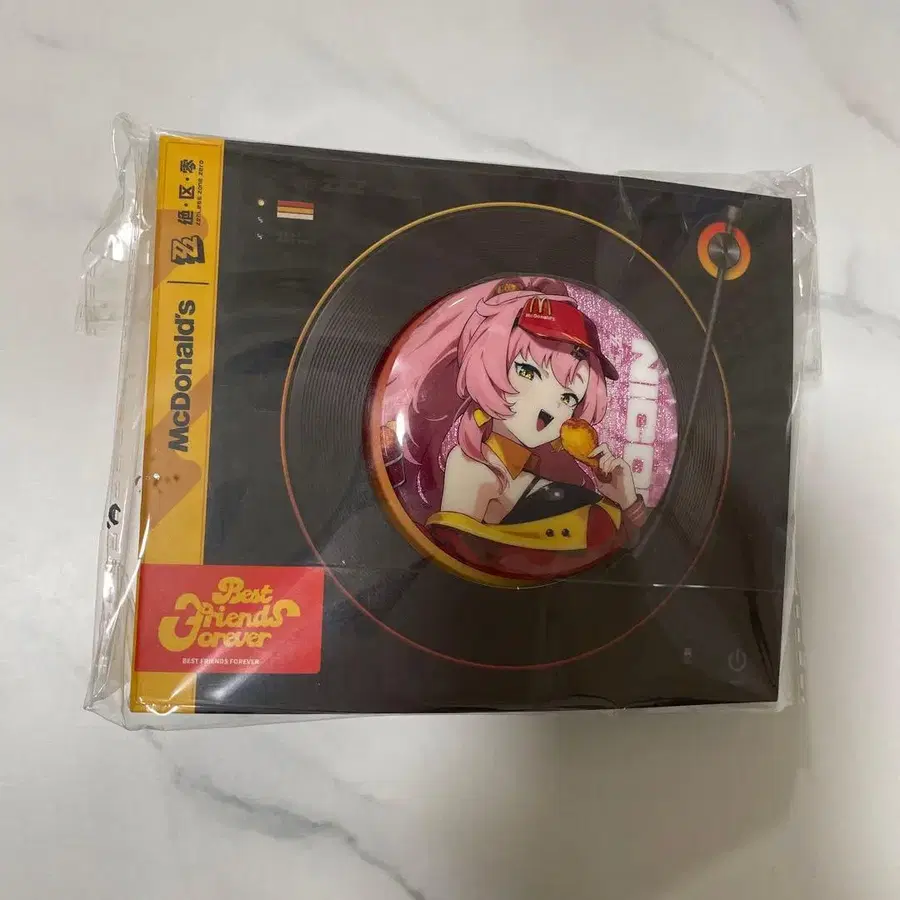 McDonald's
绝·区·零
ZENLESS ZONE ZERO
M
McDonald's
NICO
Best
Friends
Forever
BEST FRIENDS FOREVER